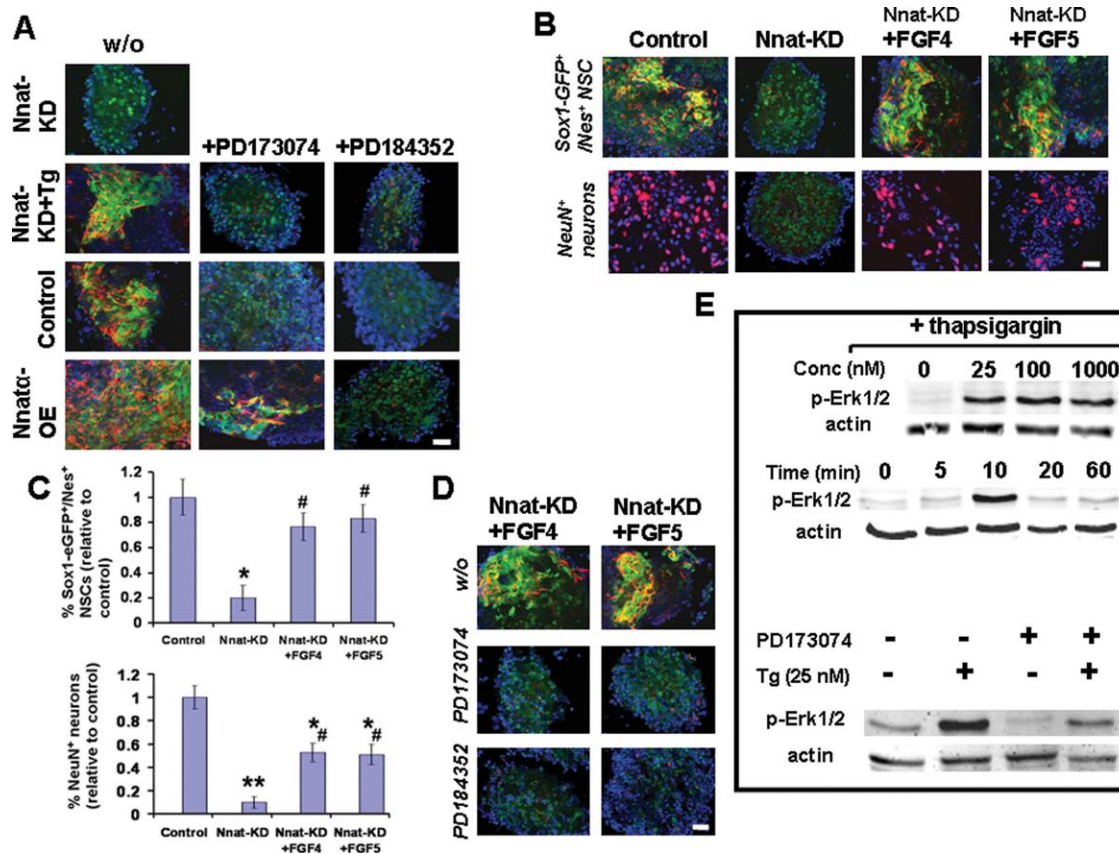 A
w/o
Nnat-
KD
+PD173074
+PD184352
Nnat-
KD+Tg
Control
Nnatα-
OE
B
Control
Nnat-KD
Nnat-KD
+FGF4
Nnat-KD
+FGF5
Sox1-GFP+
/Nes+ NSC
NeuN+
neurons
C
% Sox1-eGFP+/Nes+
NSCs (relative to
control)
1.2
1
0.8
0.6
0.4
0.2
0
*
#
#
Control
Nnat-KD
Nnat-KD
+FGF4
Nnat-KD
+FGF5
% NeuN+ neurons
(relative to control)
1.2
1
0.8
0.6
0.4
0.2
0
**
*#
*#
Control
Nnat-KD
Nnat-KD
+FGF4
Nnat-KD
+FGF5
D
Nnat-KD
+FGF4
Nnat-KD
+FGF5
w/o
PD173074
PD184352
E
+ thapsigargin
Conc (nM) 0 25 100 1000
p-Erk1/2
actin
Time (min) 0 5 10 20 60
p-Erk1/2
actin
PD173074 - - + +
Tg (25 nM) - + - +
p-Erk1/2
actin